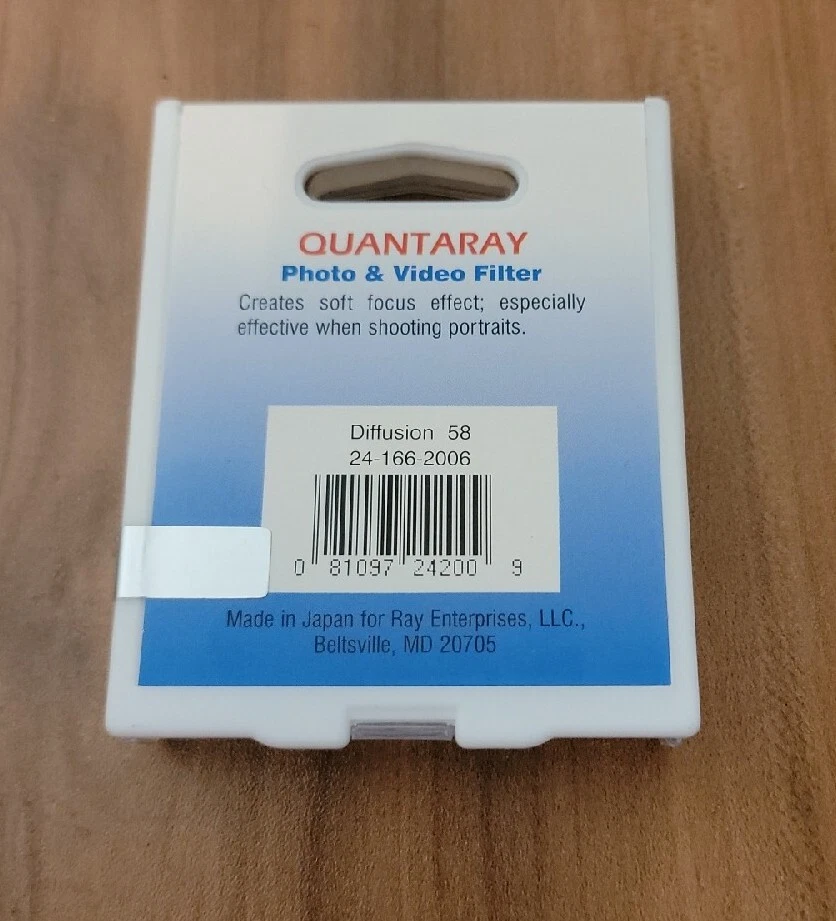 QUANTARAY
Photo & Video Filter
Creates soft focus effect; especially
effective when shooting portraits.
Diffusion 58
24-166-2006
0 81097 24200 9
Made in Japan for Ray Enterprises, LLC.,
Beltsville, MD 20705